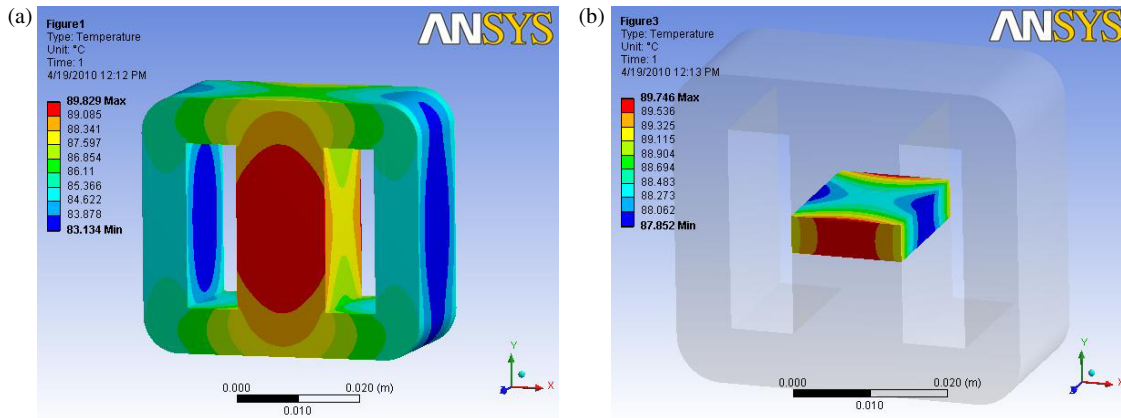 (a)
Figure1
Type: Temperature
Unit: °C
Time: 1
4/19/2010 12:12 PM
ANSYS
89.829 Max
89.085
88.341
87.597
86.854
86.11
85.366
84.622
83.878
83.134 Min
0.000
0.020 (m)
0.010
Y
X
Z
(b)
Figure3
Type: Temperature
Unit: °C
Time: 1
4/19/2010 12:13 PM
ANSYS
89.746 Max
89.536
89.325
89.115
88.904
88.694
88.483
88.273
88.062
87.852 Min
0.000
0.020 (m)
0.010
Y
X
Z